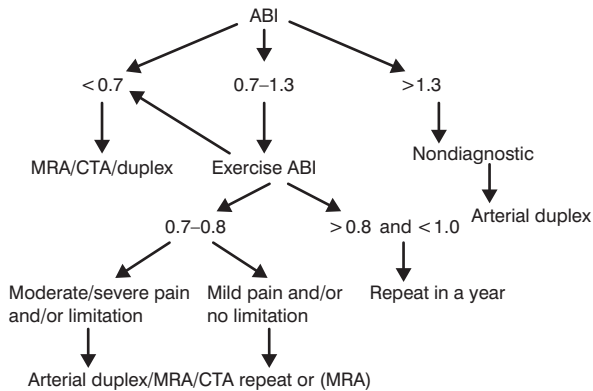 ABI
<0.7
0.7–1.3
>1.3
MRA/CTA/duplex
Exercise ABI
Nondiagnostic
Arterial duplex
0.7–0.8
>0.8 and <1.0
Moderate/severe pain
and/or limitation
Mild pain and/or
no limitation
Repeat in a year
Arterial duplex/MRA/CTA repeat or (MRA)